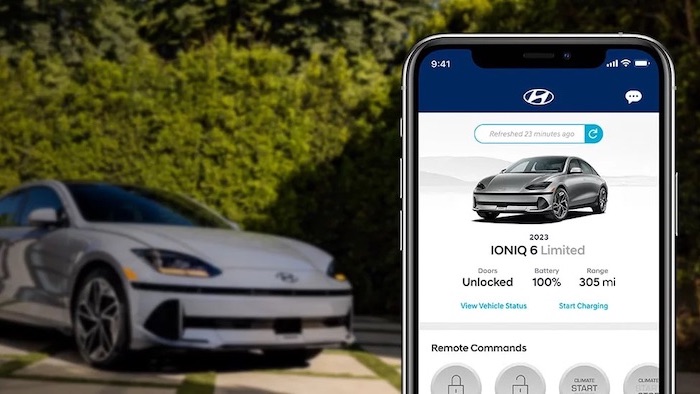 9:41
Refreshed 23 minutes ago
2023
IONIQ 6 Limited
Doors Battery Range
Unlocked 100% 305 mi
View Vehicle Status Start Charging
Remote Commands
CLIMATE CLIMATE
START START